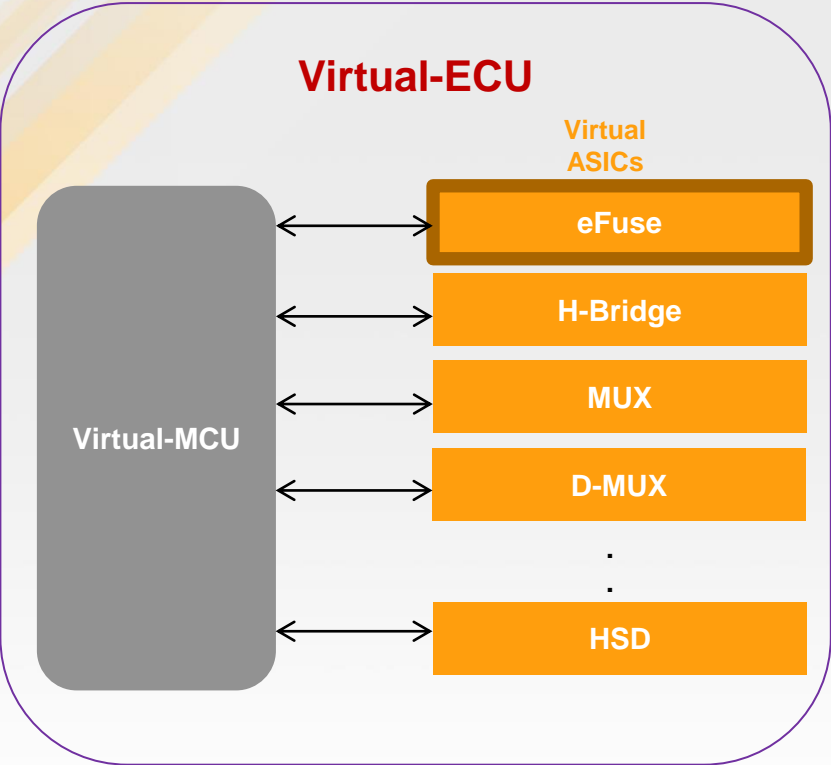 Virtual-ECU
Virtual
ASICs
eFuse
H-Bridge
MUX
Virtual-MCU
D-MUX
.
.
HSD